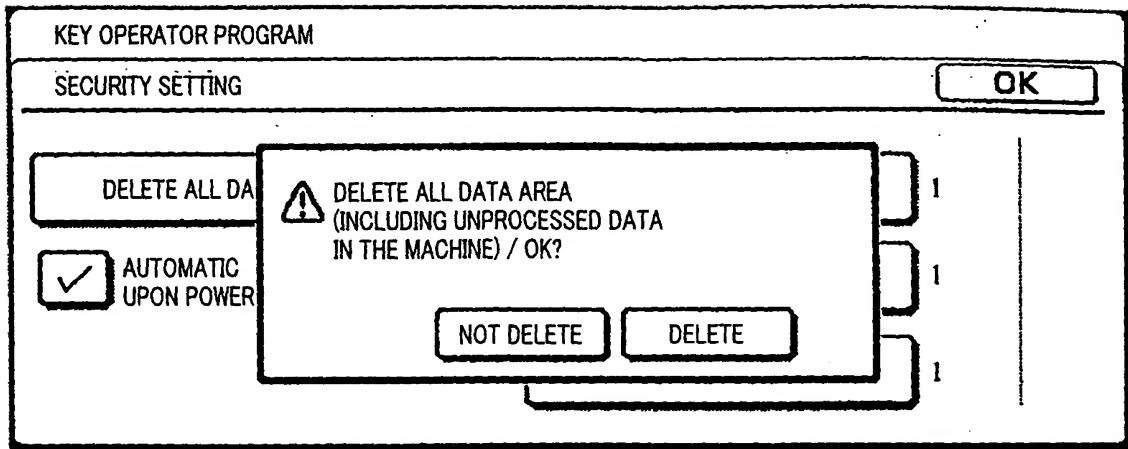 KEY OPERATOR PROGRAM
SECURITY SETTING
OK
DELETE ALL DA
1
DELETE ALL DATA AREA
(INCLUDING UNPROCESSED DATA
IN THE MACHINE) / OK?
AUTOMATIC
UPON POWER
1
NOT DELETE
DELETE
1